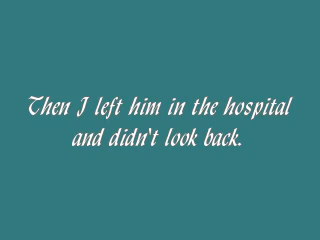 Then I left him in the hospital
and didn't look back.